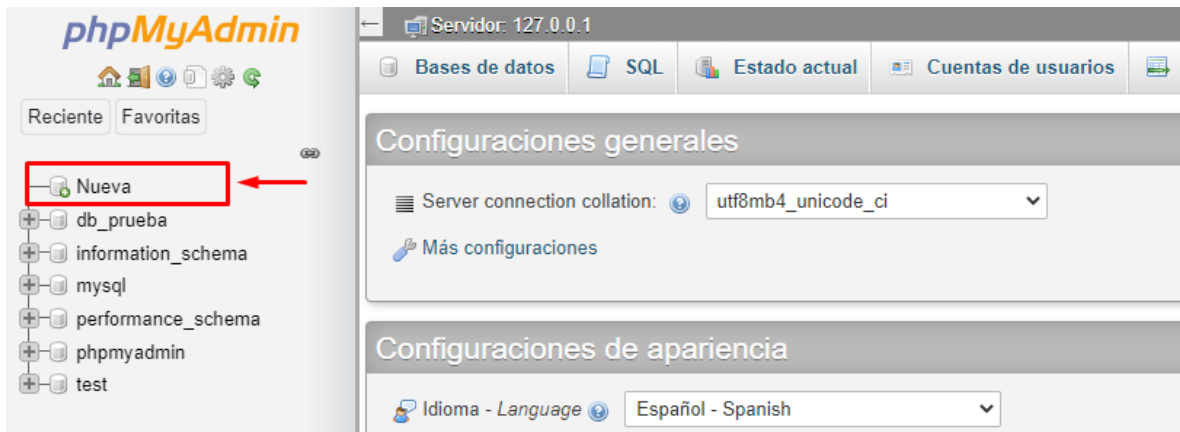 phpMyAdmin
Reciente Favoritas
Nueva
db_prueba
information_schema
mysql
performance_schema
phpmyadmin
test
Servidor: 127.0.0.1
Bases de datos SQL Estado actual Cuentas de usuarios
Configuraciones generales
Server connection collation: utf8mb4_unicode_ci
Más configuraciones
Configuraciones de apariencia
Idioma - Language Español - Spanish